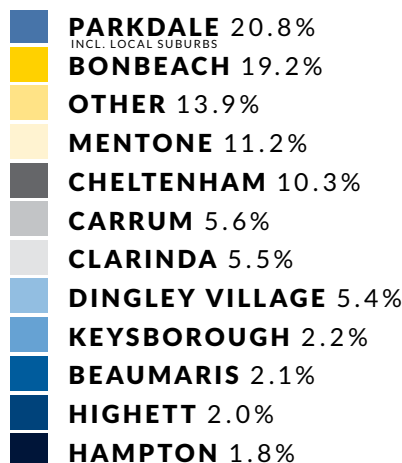 PARKDALE 20.8%
INCL. LOCAL SUBURBS
BONBEACH 19.2%
OTHER 13.9%
MENTONE 11.2%
CHELTENHAM 10.3%
CARRUM 5.6%
CLARINDA 5.5%
DINGLEY VILLAGE 5.4%
KEYSBOROUGH 2.2%
BEAUMARIS 2.1%
HIGHETT 2.0%
HAMPTON 1.8%